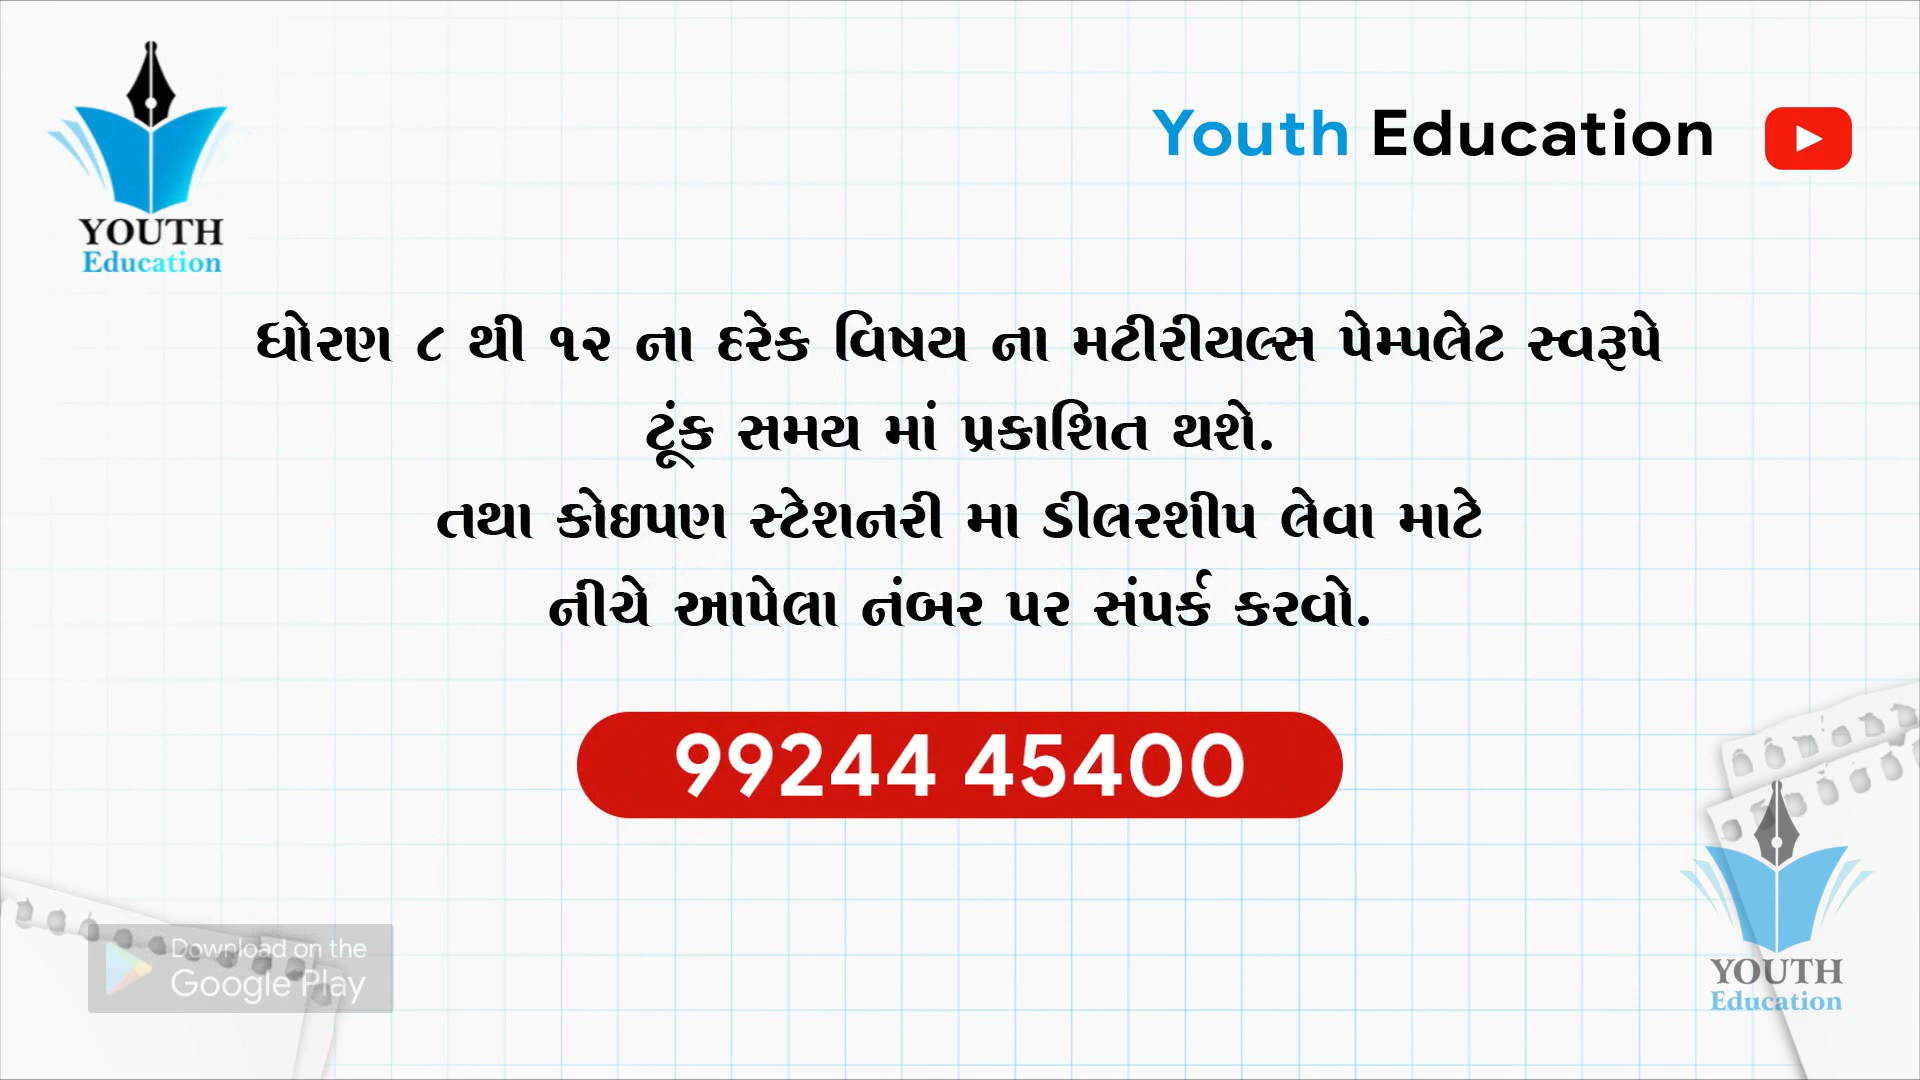 YOUTH
Education
Youth Education
ધોરણ ૮ થી ૧૨ ના દરેક વિષય ના મટીરીયલ્સ પેમ્પલેટ સ્વરૂપે
ટૂંક સમય માં પ્રકાશિત થશે.
તથા કોઇપણ સ્ટેશનરી મા ડીલરશીપ લેવા માટે
નીચે આપેલા નંબર પર સંપર્ક કરવો.
99244 45400
Download on the
Google Play
YOUTH
Education